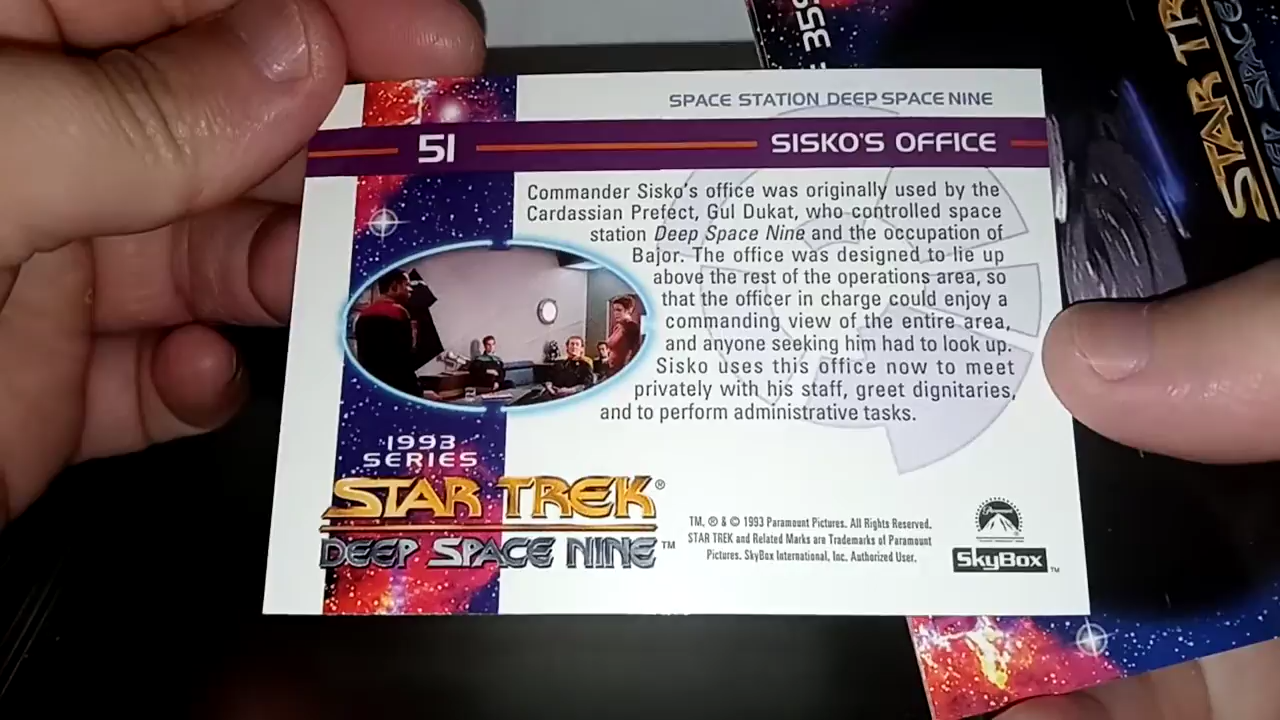 SPACE STATION DEEP SPACE NINE
51
SISKO'S OFFICE
Commander Sisko's office was originally used by the
Cardassian Prefect, Gul Dukat, who controlled space
station Deep Space Nine and the occupation of
Bajor. The office was designed to lie up
above the rest of the operations area, so
that the officer in charge could enjoy a
commanding view of the entire area,
and anyone seeking him had to look up.
Sisko uses this office now to meet
privately with his staff, greet dignitaries,
and to perform administrative tasks.
1993
SERIES
STAR TREK®
DEEP SPACE NINE™
TM, ® & © 1993 Paramount Pictures. All Rights Reserved.
STAR TREK and Related Marks are Trademarks of Paramount
Pictures. SkyBox International, Inc. Authorized User.
Paramount
SkyBox™
STAR TR
SPACE